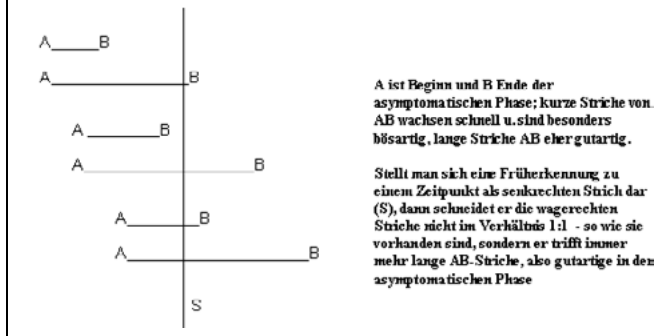 A B
A B
A B
A B
A B
A B
S
A ist Beginn und B Ende der
asymptomatischen Phase; kurze Striche von
AB wachsen schnell u. sind besonders
bösartig, lange Striche AB eher gutartig.
Stellt man sich eine Früherkennung zu
einem Zeitpunkt als senkrechten Strich dar
(S), dann schneidet er die wagerechten
Striche nicht im Verhältnis 1:1 - so wie sie
vorhanden sind, sondern er trifft immer
mehr lange AB-Striche, also gutartige in der
asymptomatischen Phase